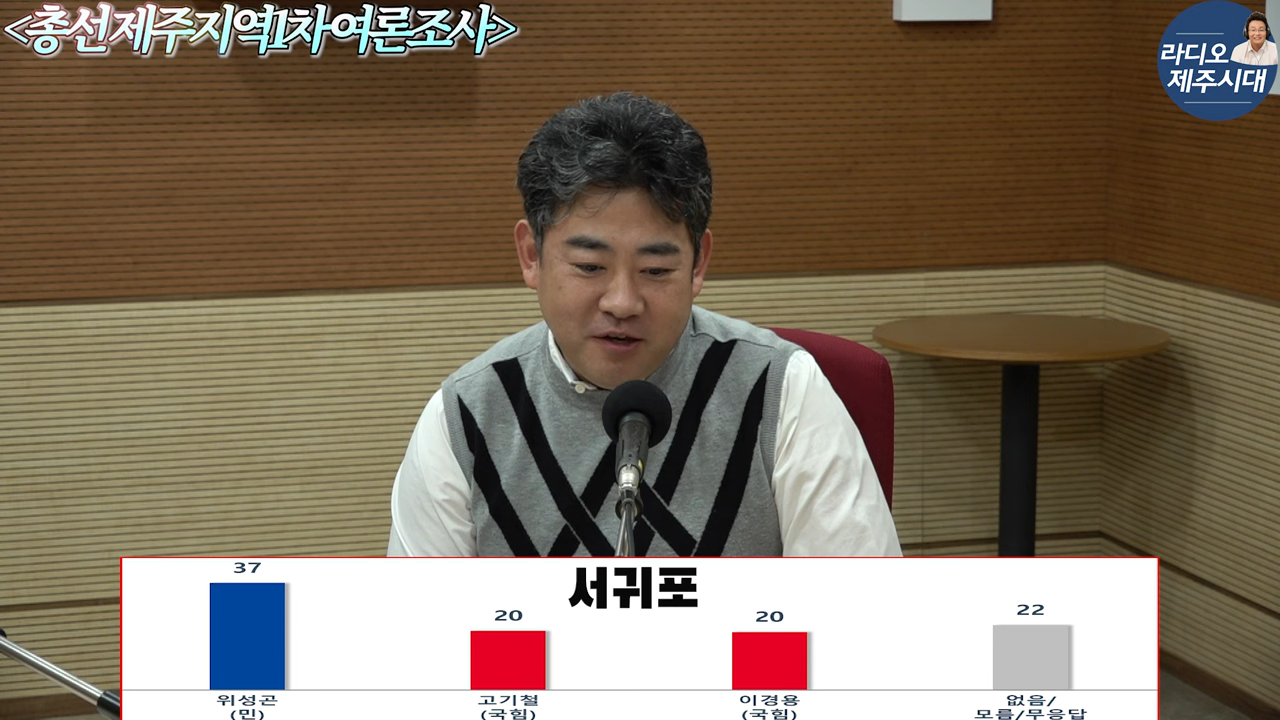 <총선제주지역1차여론조사>
라디오
제주시대
서귀포
37
20
20
22
위성곤
(민)
고기철
(국힘)
이경용
(국힘)
없음/
모름/무응답